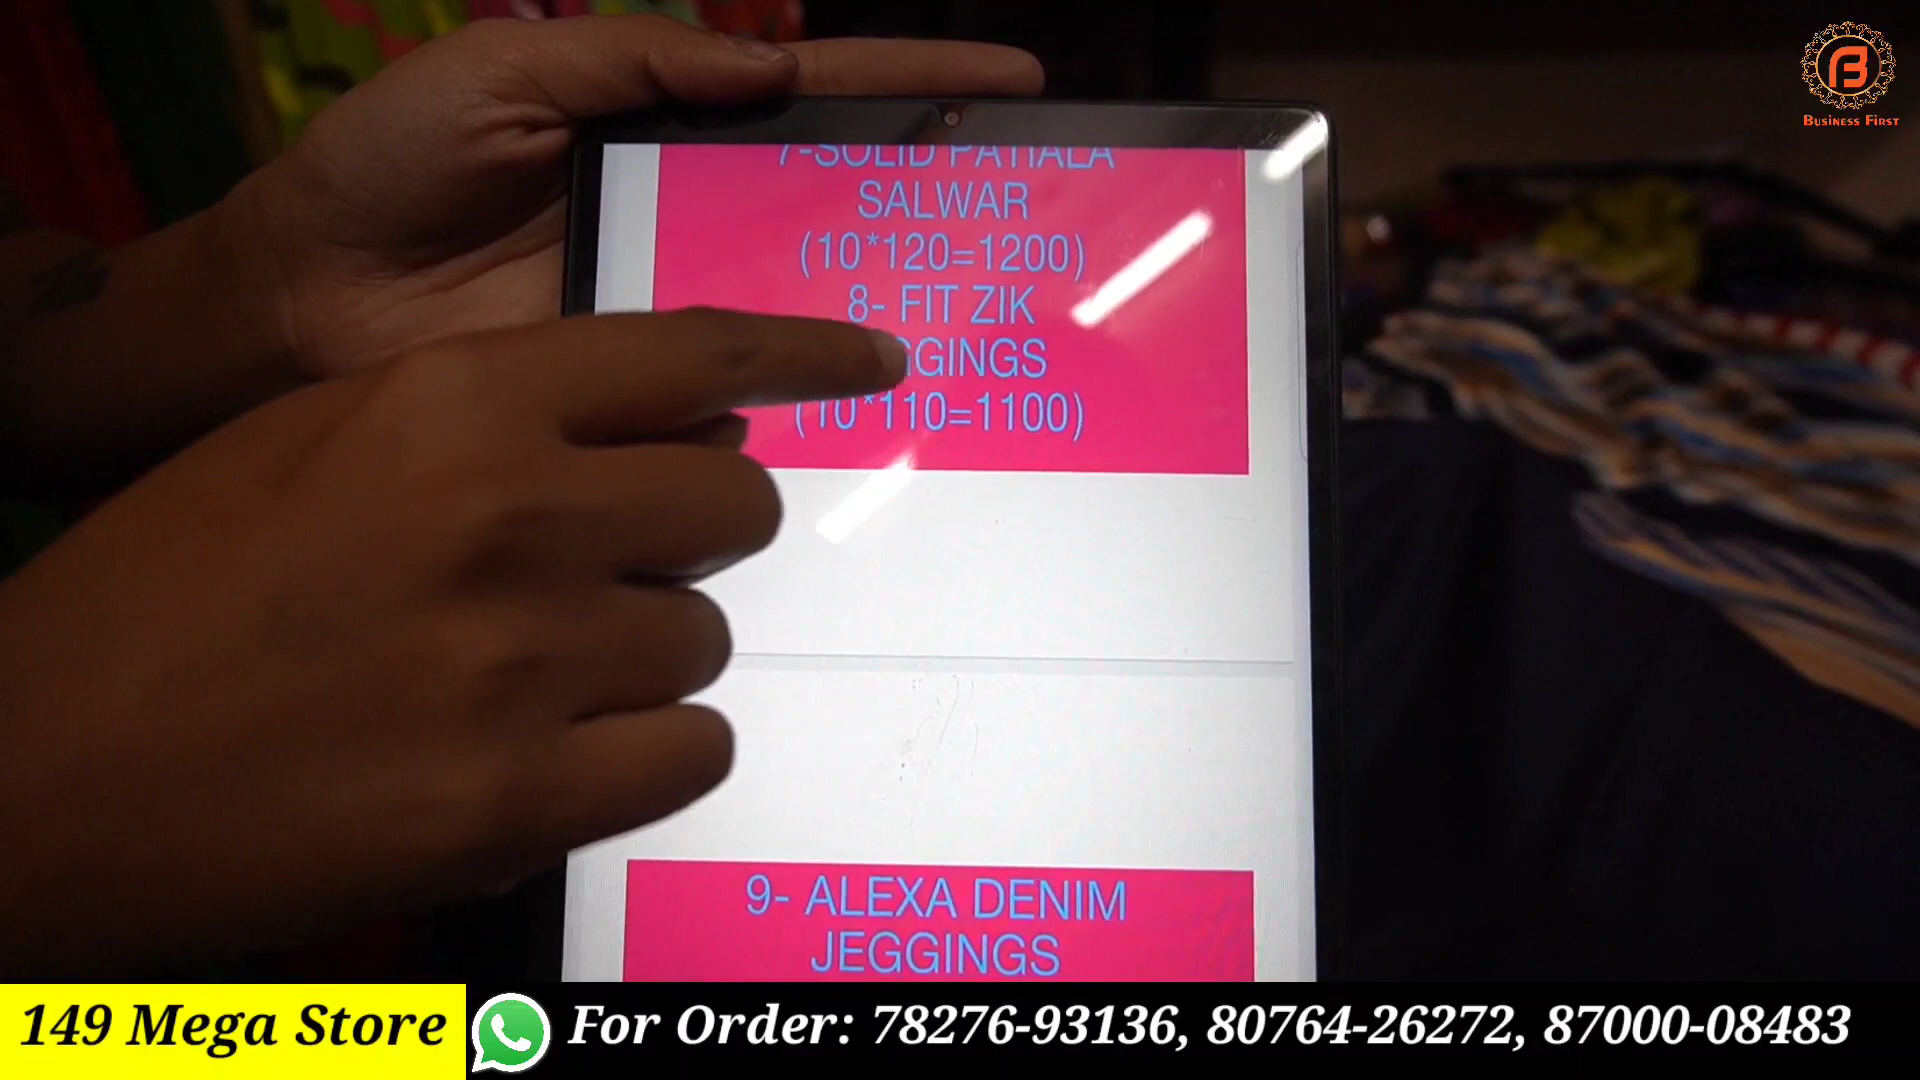 BUSINESS FIRST
7-SOLID PATIALA
SALWAR
(10*120=1200)
8- FIT ZIK
GGINGS
(10*110=1100)
9- ALEXA DENIM
JEGGINGS
149 Mega Store
For Order: 78276-93136, 80764-26272, 87000-08483